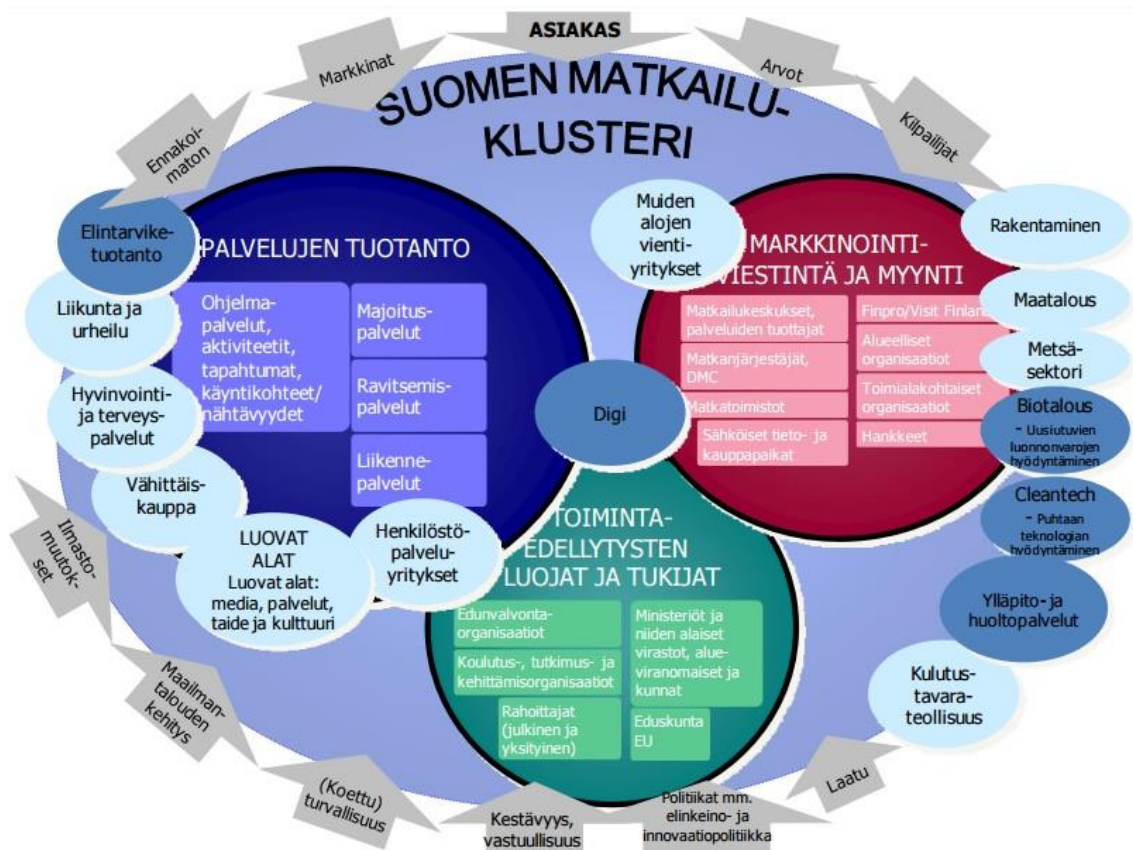 ASIAKAS
Markkinat
Arvot
Ennakoi-
maton
Kilpailijat
SUOMEN MATKAILU-
KLUSTERI
Elintarvike-
tuotanto
Liikunta ja
urheilu
Hyvinvointi-
ja terveys-
palvelut
Vähittäis-
kauppa
LUOVAT
ALAT
Luovat alat:
media, palvelut,
taide ja kulttuuri
Henkilöstö-
palvelu-
yritykset
PALVELUJEN TUOTANTO
Ohjelma-
palvelut,
aktiviteetit,
tapahtumat,
käyntikohteet/
nähtävyydet
Majoitus-
palvelut
Ravitsemis-
palvelut
Liikenne-
palvelut
Digi
Muiden
alojen
vienti-
yritykset
MARKKINOINTI-
VIESTINTÄ JA MYYNTI
Matkailukeskukset,
palveluiden tuottajat
Matkanjärjestäjät,
DMC
Matkatoimistot
Sähköiset tieto- ja
kauppapaikat
Finpro/Visit Finland
Alueelliset
organisaatiot
Toimialakohtaiset
organisaatiot
Hankkeet
Rakentaminen
Maatalous
Metsä-
sektori
Biotalous
- Uusiutuvien
luonnonvarojen
hyödyntäminen
Cleantech
- Puhtaan
teknologian
hyödyntäminen
Ylläpito- ja
huoltopalvelut
Kulutus-
tavara-
teollisuus
TOIMINTA-
EDELLYTYSTEN
LUOJAT JA TUKIJAT
Edunvalvonta-
organisaatiot
Koulutus-, tutkimus- ja
kehittämisorganisaatiot
Rahoittajat
(julkinen ja
yksityinen)
Ministeriöt ja
niiden alaiset
virastot, alue-
viranomaiset ja
kunnat
Eduskunta
EU
Ilmasto-
muutok-
set
Maailman-
talouden
kehitys
(Koettu)
turvallisuus
Kestävyys,
vastuullisuus
Politiikat mm.
elinkeino- ja
innovaatiopolitiikka
Laatu